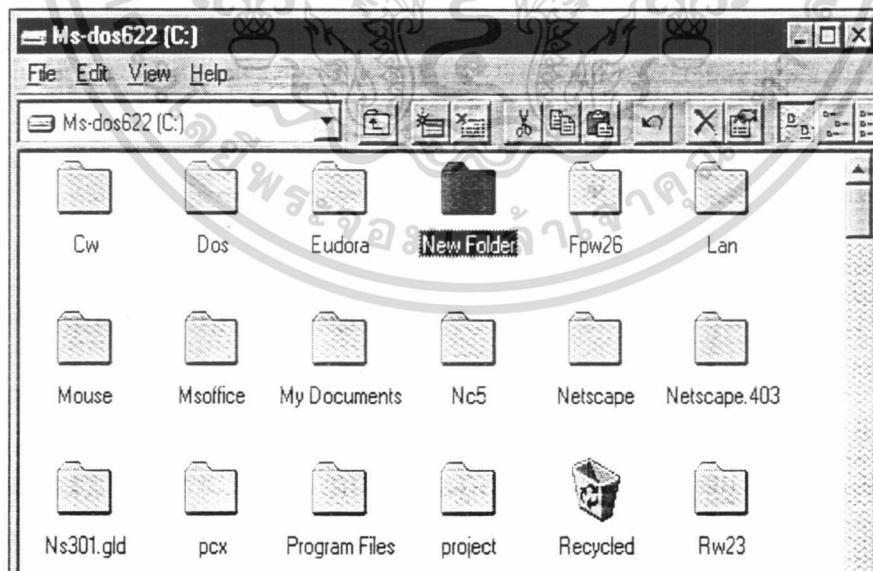 Ms-dos622 (C:)
File Edit View Help
Ms-dos622 (C:)
Cw Dos Eudora New Folder Fpw26 Lan
Mouse Msoffice My Documents Nc5 Netscape Netscape.403
Ns301.gld pcx Program Files project Recycled Rw23